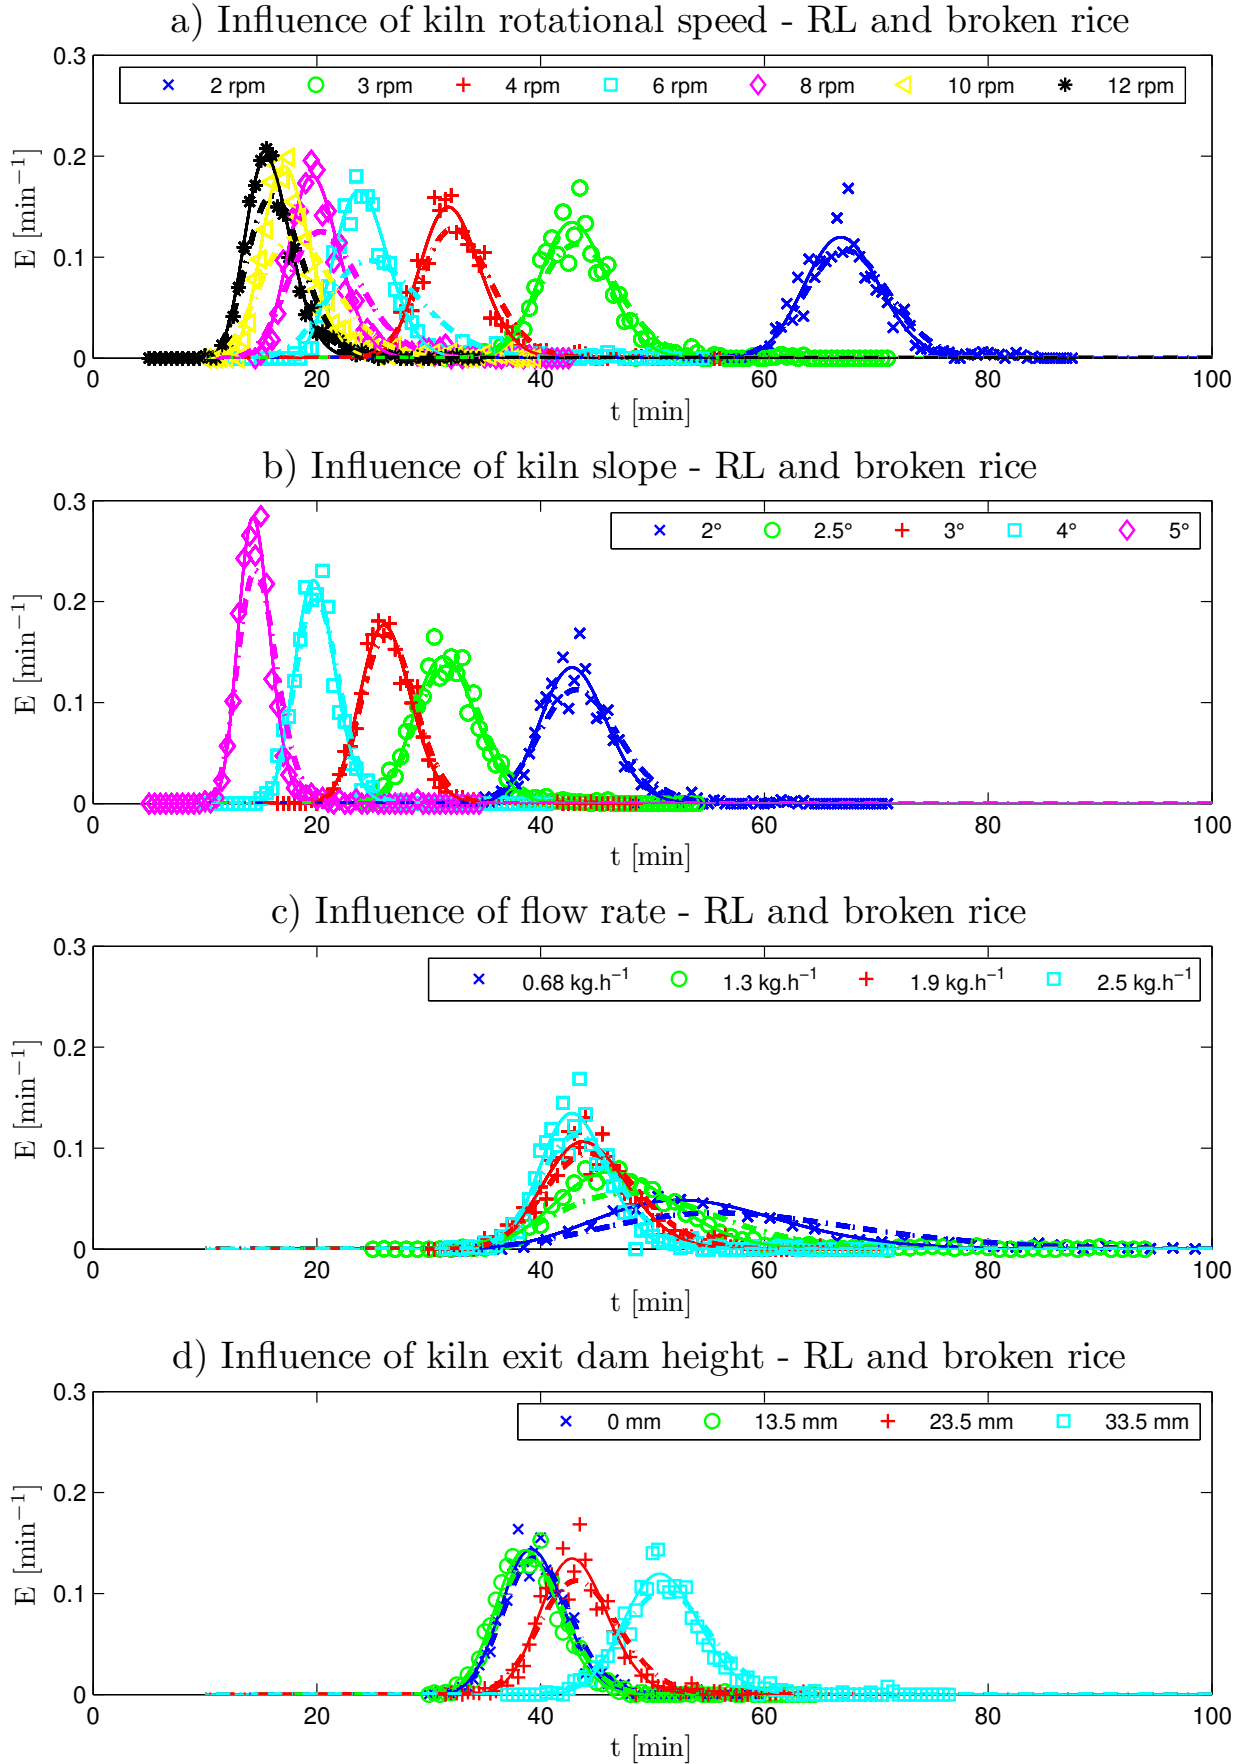 a) Influence of kiln rotational speed - RL and broken rice
0.3
2 rpm 3 rpm 4 rpm 6 rpm 8 rpm 10 rpm 12 rpm
0.2
0.1
0
E [min⁻¹]
0 20 40 60 80 100
t [min]
b) Influence of kiln slope - RL and broken rice
0.3
2° 2.5° 3° 4° 5°
0.2
0.1
0
E [min⁻¹]
0 20 40 60 80 100
t [min]
c) Influence of flow rate - RL and broken rice
0.3
0.68 kg.h⁻¹ 1.3 kg.h⁻¹ 1.9 kg.h⁻¹ 2.5 kg.h⁻¹
0.2
0.1
0
E [min⁻¹]
0 20 40 60 80 100
t [min]
d) Influence of kiln exit dam height - RL and broken rice
0.3
0 mm 13.5 mm 23.5 mm 33.5 mm
0.2
0.1
0
E [min⁻¹]
0 20 40 60 80 100
t [min]